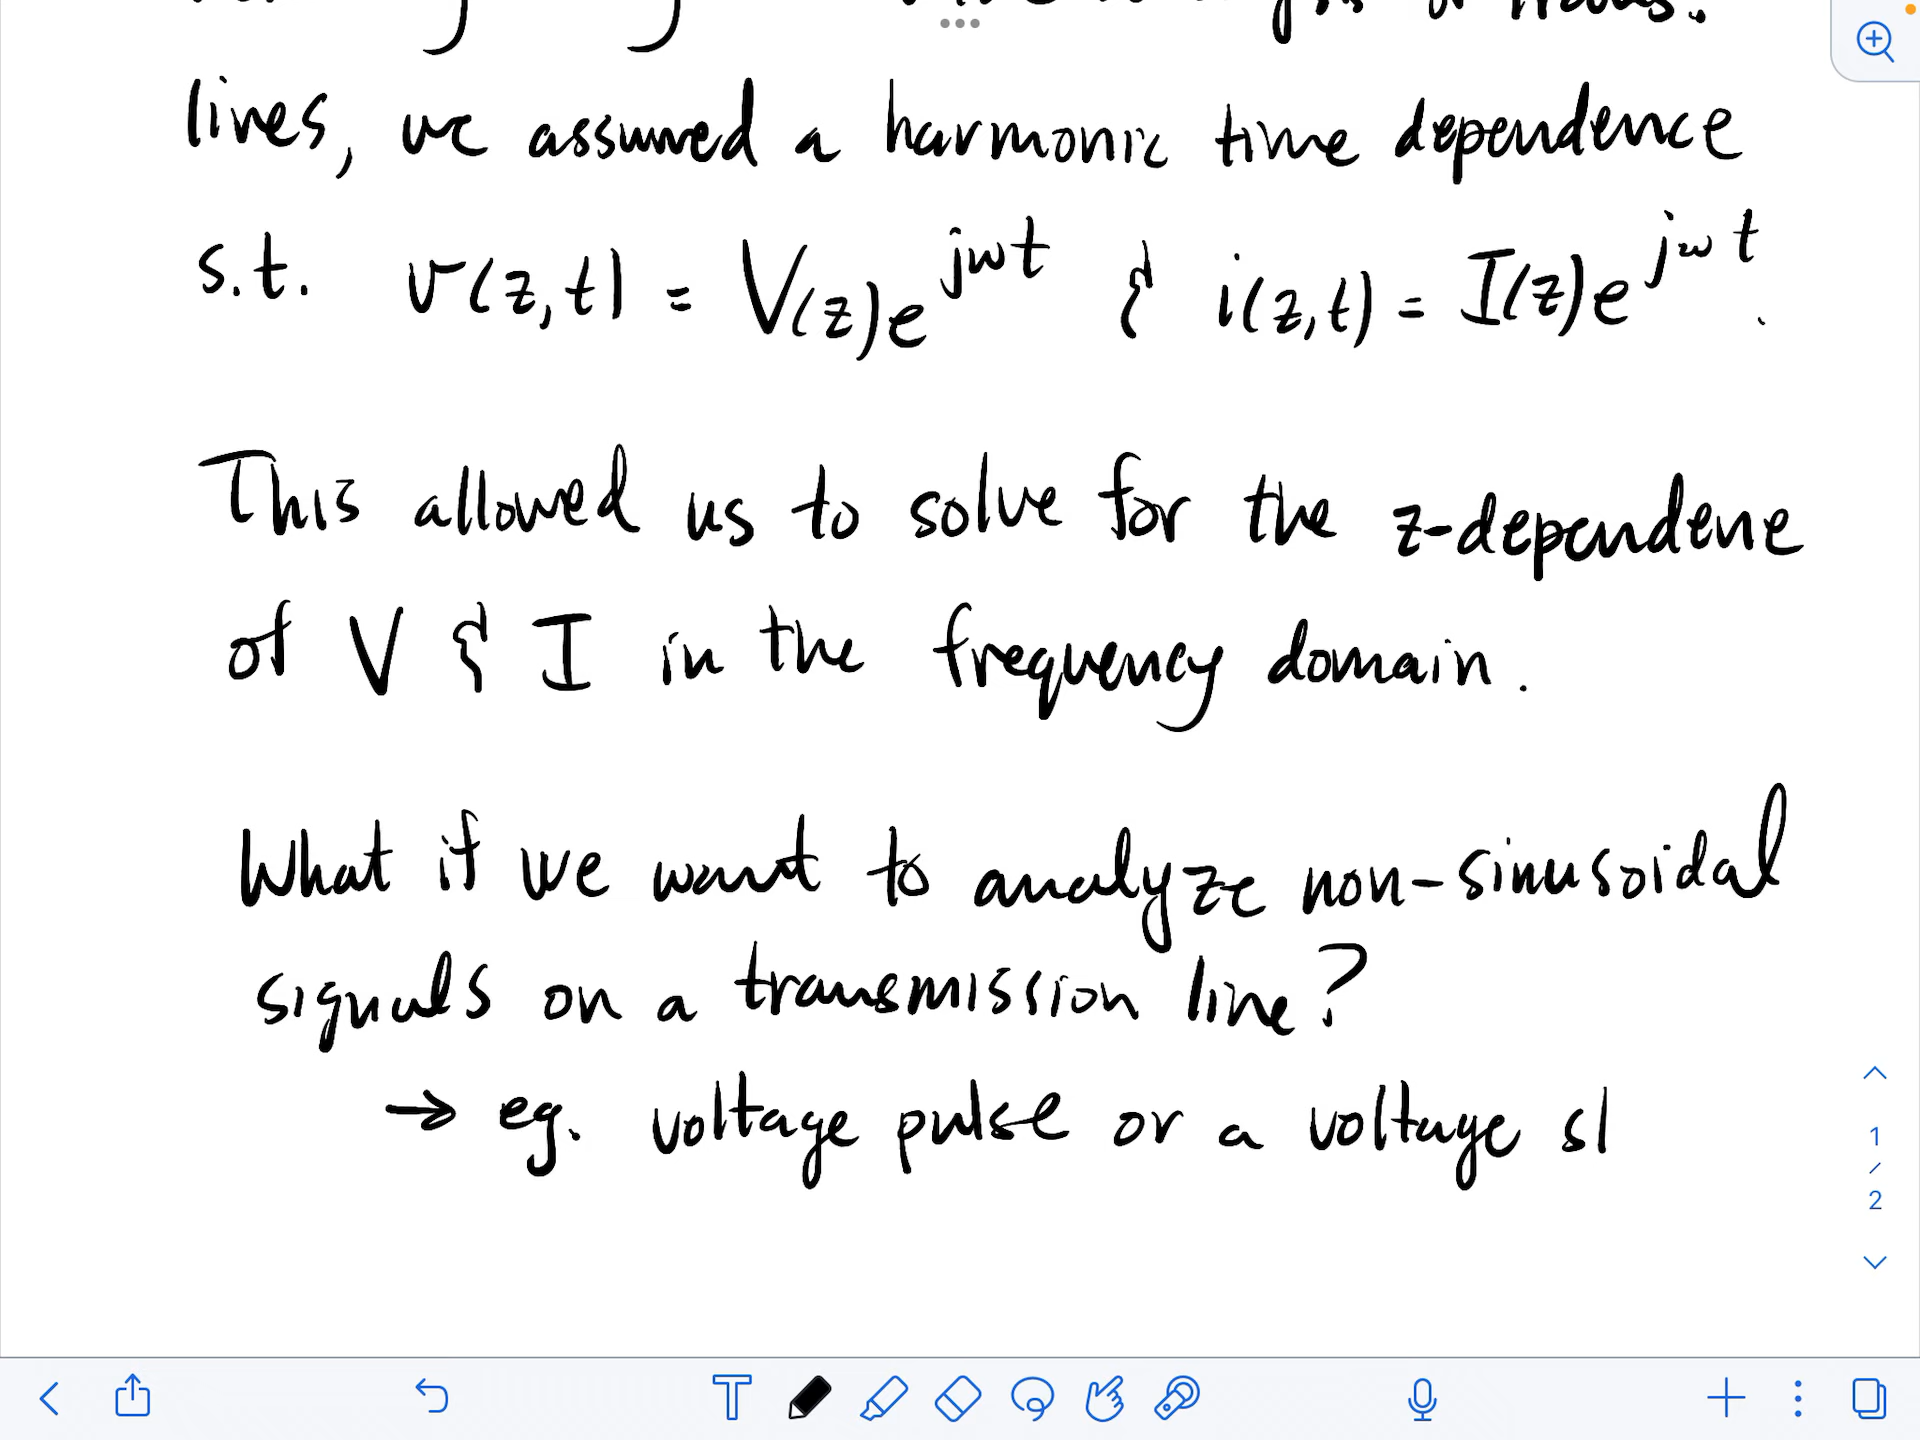 of trans.
lines, we assumed a harmonic time dependence
s.t. v(z,t) = V(z)e^{jωt} & i(z,t) = I(z)e^{jωt}.
This allowed us to solve for the z-dependene
of V & I in the frequency domain.
What if we want to analyze non-sinusoidal
signals on a transmission line?
→ eg. voltage pulse or a voltage
1
/
2
T